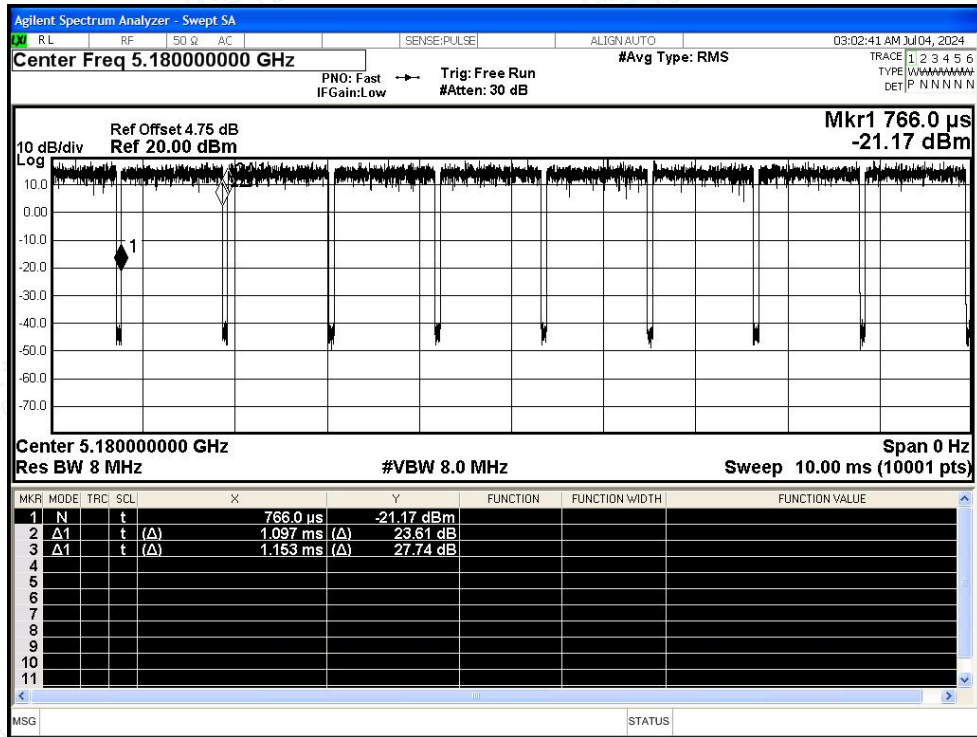 Agilent Spectrum Analyzer - Swept SA
LXI RL RF 50 Ω AC SENSE:PULSE ALIGN AUTO 03:02:41 AM Jul 04, 2024
Center Freq 5.180000000 GHz #Avg Type: RMS TRACE 1 2 3 4 5 6
PNO: Fast Trig: Free Run TYPE WWWWWW
IFGain:Low #Atten: 30 dB DET P N N N N N
Mkr1 766.0 µs
Ref Offset 4.75 dB
10 dB/div Ref 20.00 dBm -21.17 dBm
Log
10.0
0.00
-10.0
1
-20.0
-30.0
-40.0
-50.0
-60.0
-70.0
Center 5.180000000 GHz Span 0 Hz
Res BW 8 MHz #VBW 8.0 MHz Sweep 10.00 ms (10001 pts)
MKR MODE TRC SCL X Y FUNCTION FUNCTION WIDTH FUNCTION VALUE
1 N t 766.0 µs -21.17 dBm
2 Δ1 t (Δ) 1.097 ms (Δ) 23.61 dB
3 Δ1 t (Δ) 1.153 ms (Δ) 27.74 dB
4
5
6
7
8
9
10
11
MSG STATUS